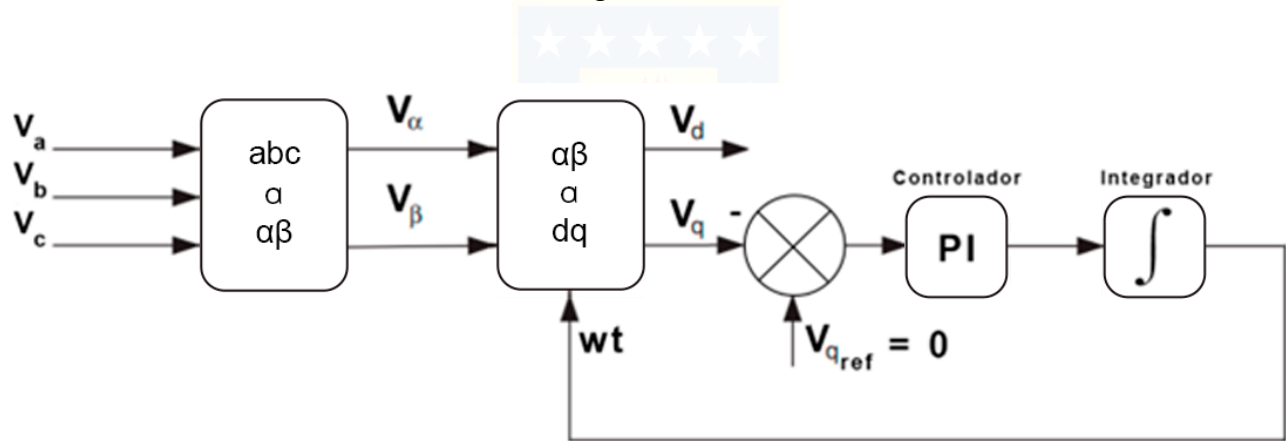 Va
Vb
Vc
abc
a
αβ
Vα
Vβ
αβ
a
dq
Vd
Vq
-
Controlador
PI
Integrador
∫
wt
Vqref = 0